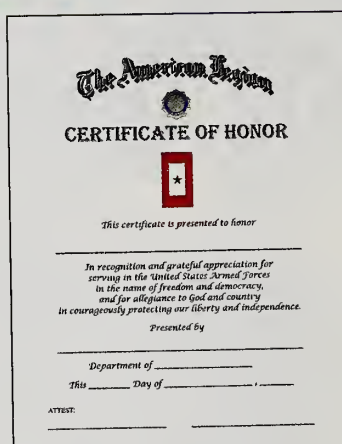 The American Legion
CERTIFICATE OF HONOR
This certificate is presented to honor
In recognition and grateful appreciation for
serving in the United States Armed Forces
in the name of freedom and democracy,
and for allegiance to God and country
in courageously protecting our liberty and independence.
Presented by
Department of
This Day of ,
ATTEST: